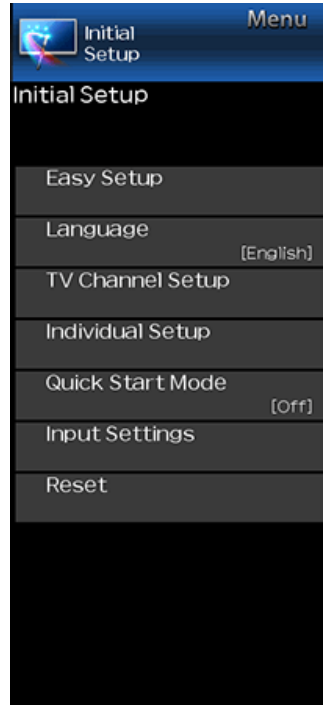 Menu
Initial
Setup
Initial Setup
Easy Setup
Language
[English]
TV Channel Setup
Individual Setup
Quick Start Mode
[Off]
Input Settings
Reset